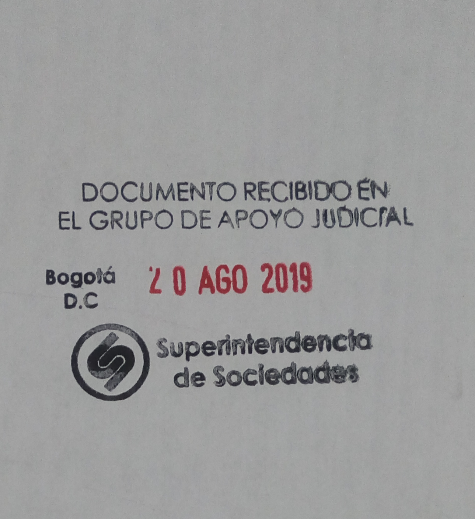 DOCUMENTO RECIBIDO EN
EL GRUPO DE APOYO JUDICIAL
Bogotá
D.C
20 AGO 2019
Superintendencia
de Sociedades